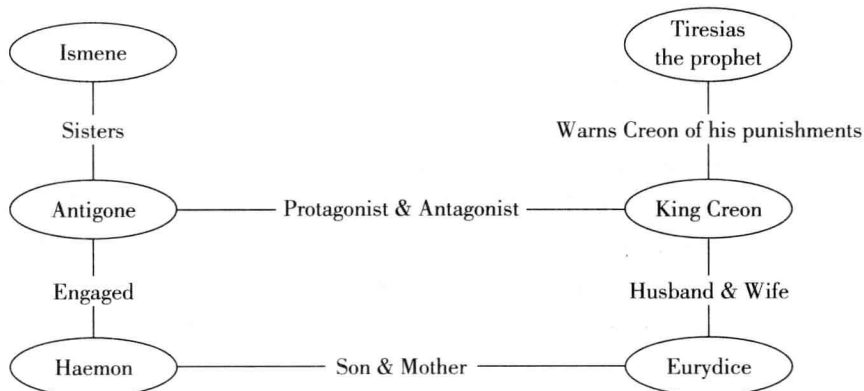 Ismene
Tiresias
the prophet
Sisters
Warns Creon of his punishments
Antigone
Protagonist & Antagonist
King Creon
Engaged
Husband & Wife
Haemon
Son & Mother
Eurydice